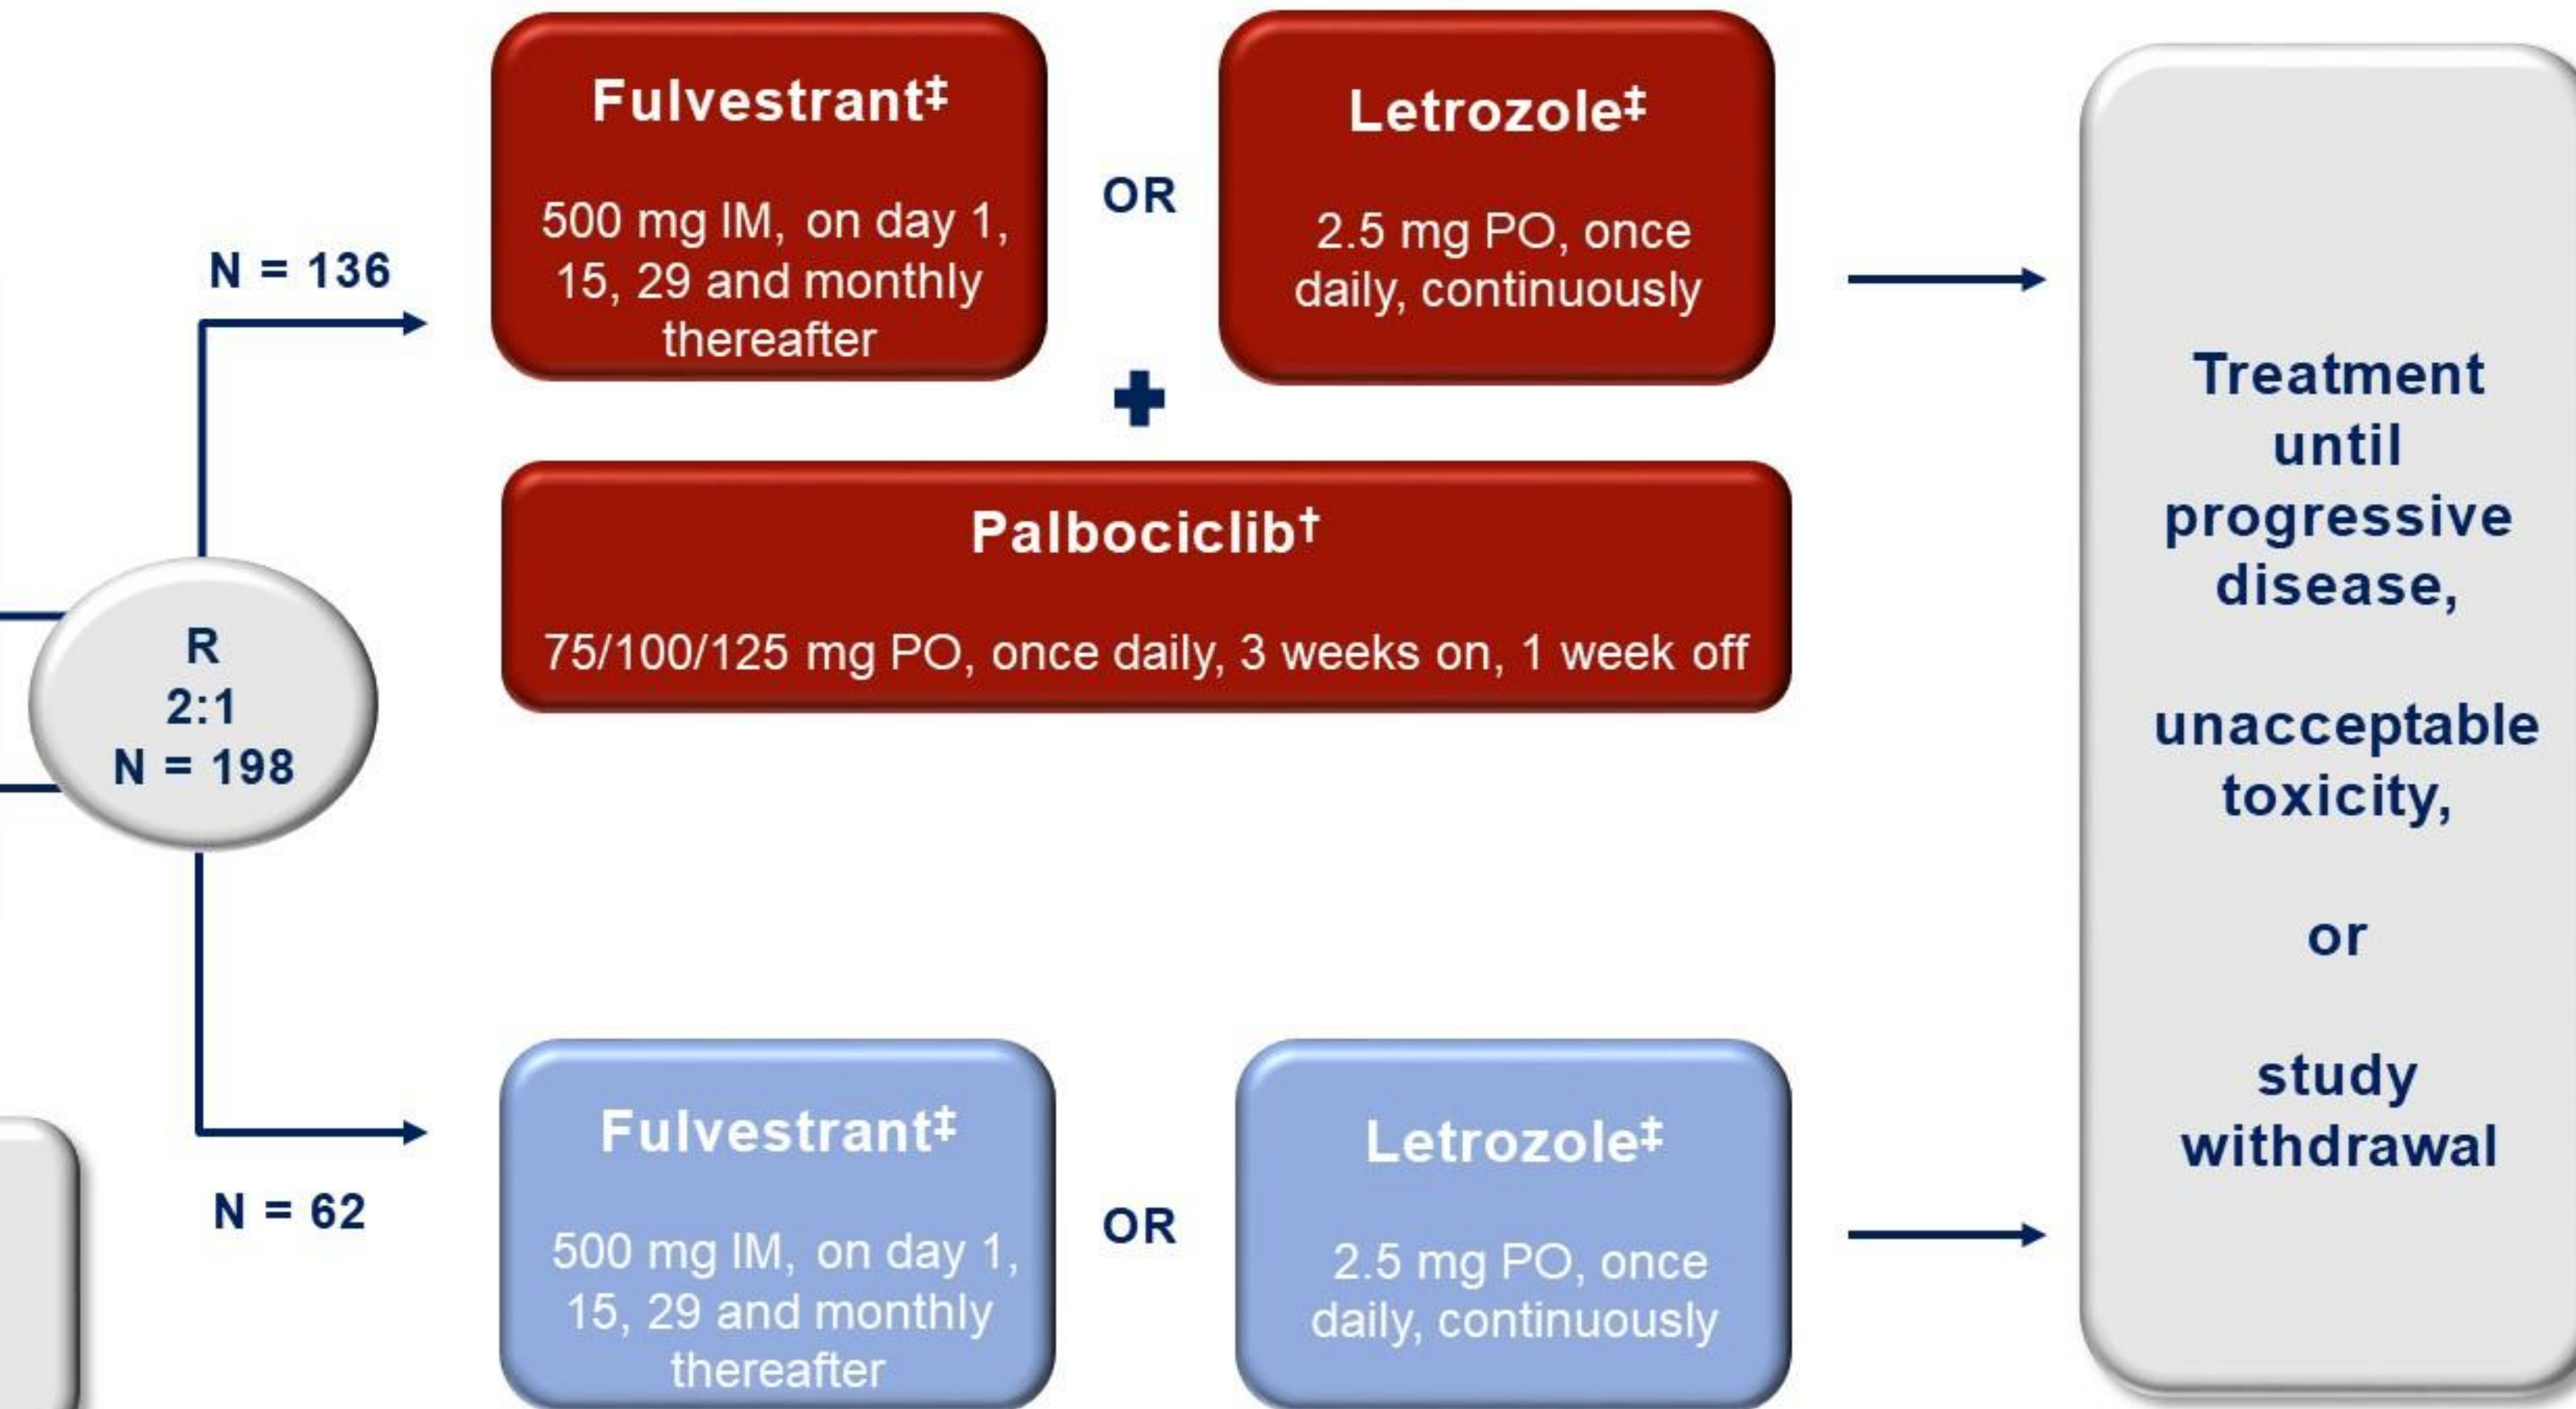 N = 136
Fulvestrant‡
500 mg IM, on day 1,
15, 29 and monthly
thereafter
OR
Letrozole‡
2.5 mg PO, once
daily, continuously
Palbociclib†
75/100/125 mg PO, once daily, 3 weeks on, 1 week off
R
2:1
N = 198
N = 62
Fulvestrant‡
500 mg IM, on day 1,
15, 29 and monthly
thereafter
OR
Letrozole‡
2.5 mg PO, once
daily, continuously
Treatment
until
progressive
disease,
unacceptable
toxicity,
or
study
withdrawal